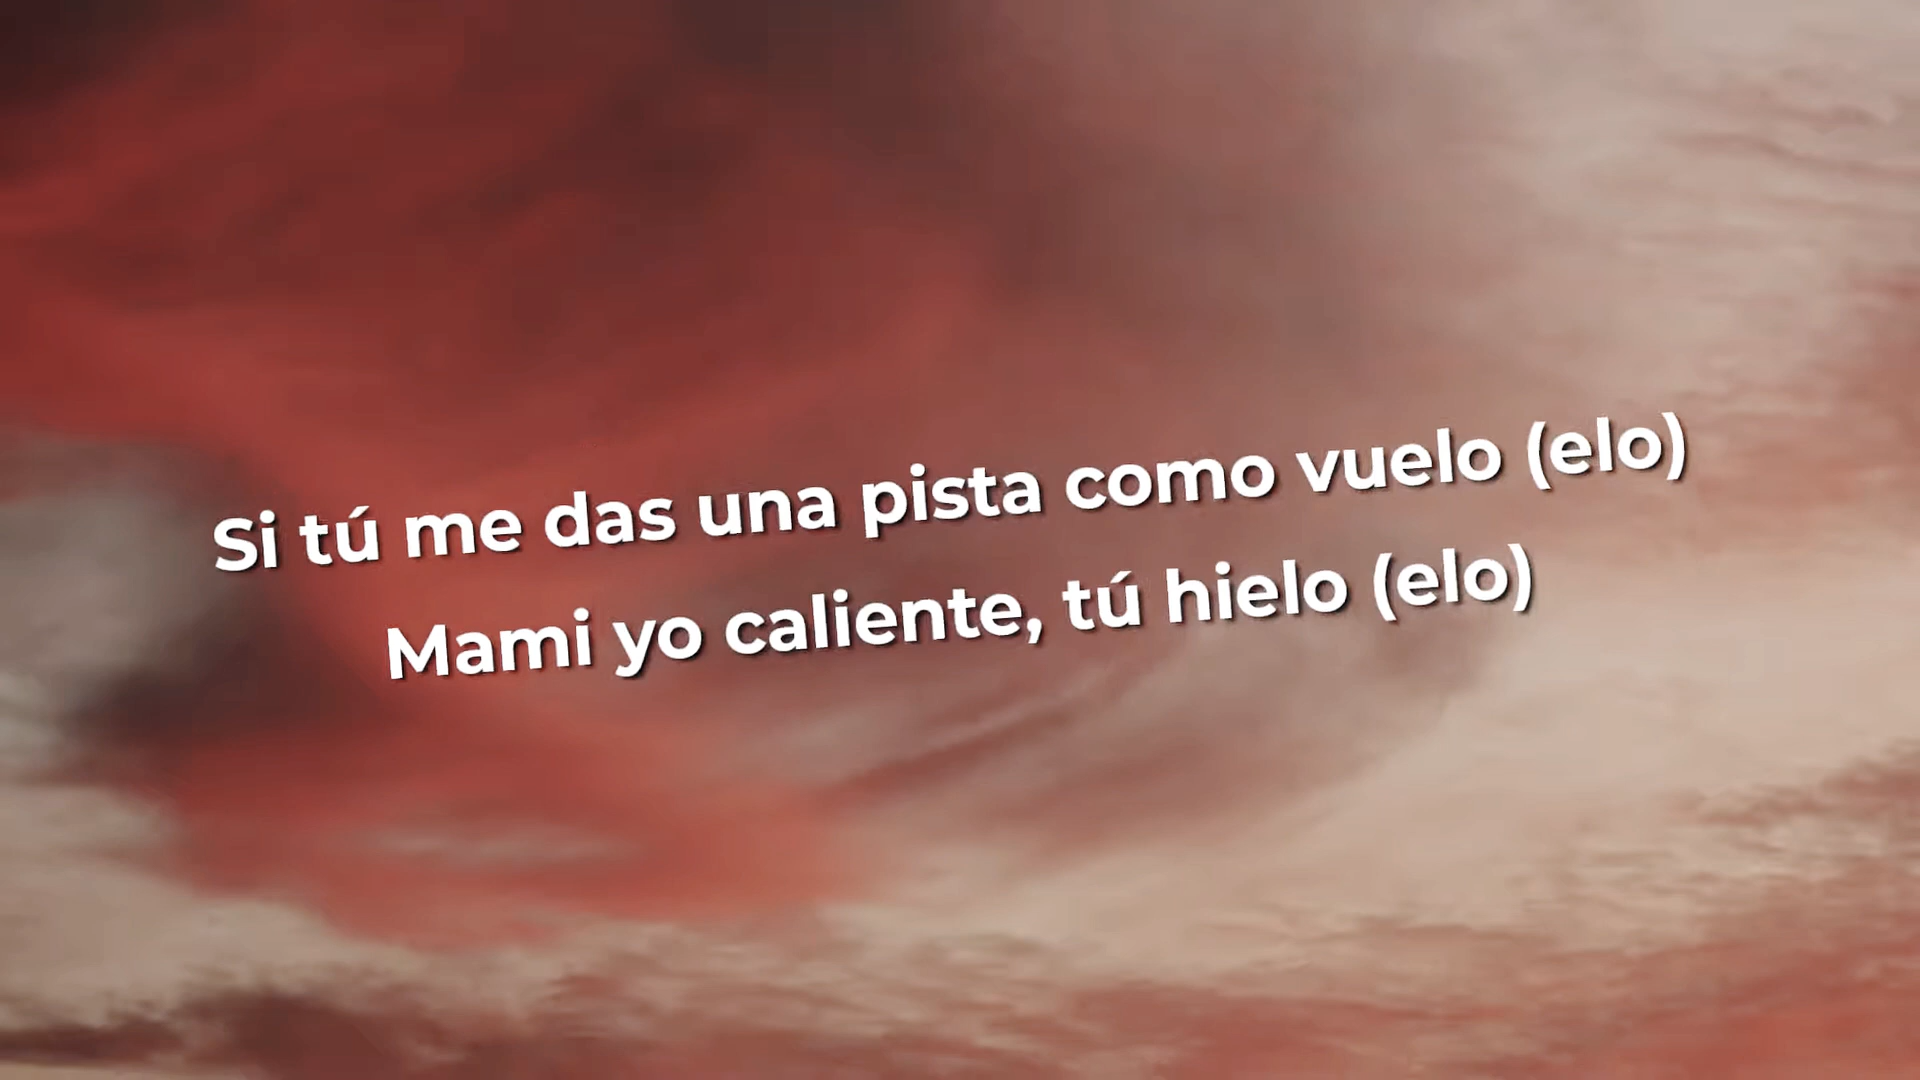 Si tú me das una pista como vuelo (elo)
Mami yo caliente, tú hielo (elo)